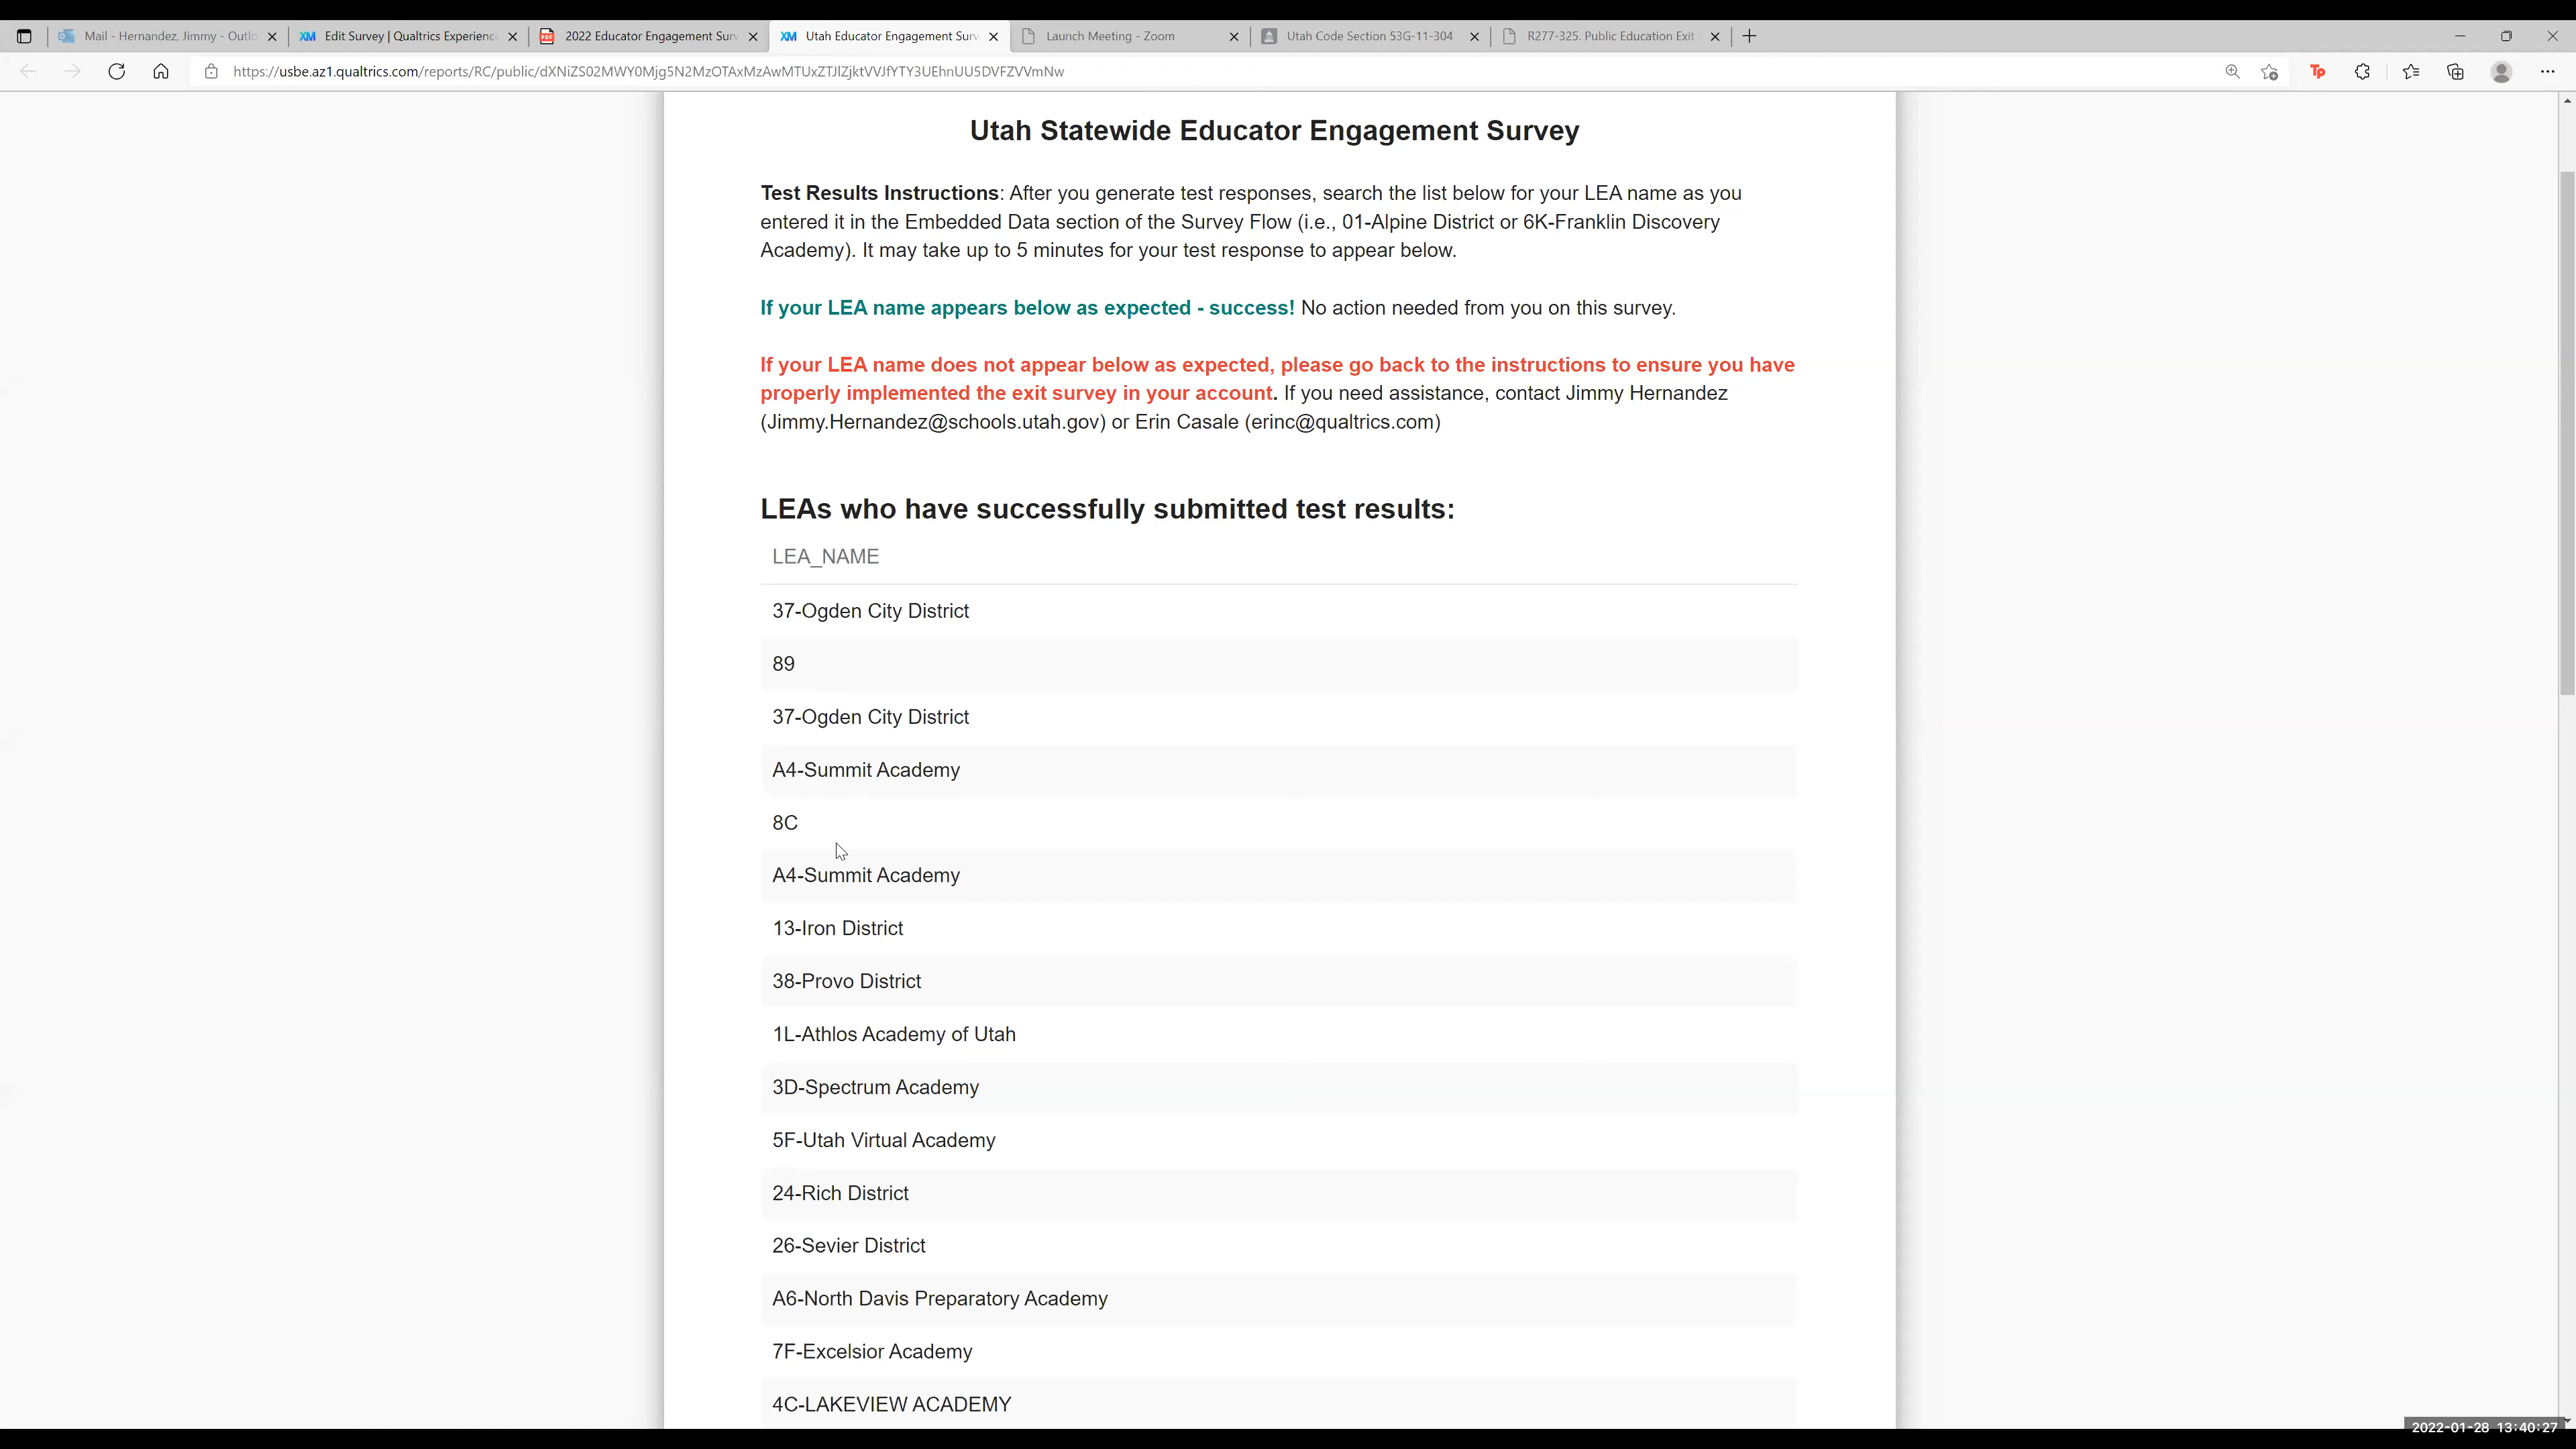 Mail - Hernandez, Jimmy - Outlo
Edit Survey | Qualtrics Experience
2022 Educator Engagement Surv
Utah Educator Engagement Surv
Launch Meeting - Zoom
Utah Code Section 53G-11-304
R277-325. Public Education Exit
https://usbe.az1.qualtrics.com/reports/RC/public/dXNiZS02MWY0Mjg5N2MzOTAxMzAwMTUxZTJlZjktVVJfYTY3UEhnUU5DVFZVVmNw
Utah Statewide Educator Engagement Survey
Test Results Instructions: After you generate test responses, search the list below for your LEA name as you
entered it in the Embedded Data section of the Survey Flow (i.e., 01-Alpine District or 6K-Franklin Discovery
Academy). It may take up to 5 minutes for your test response to appear below.
If your LEA name appears below as expected - success! No action needed from you on this survey.
If your LEA name does not appear below as expected, please go back to the instructions to ensure you have
properly implemented the exit survey in your account. If you need assistance, contact Jimmy Hernandez
(Jimmy.Hernandez@schools.utah.gov) or Erin Casale (erinc@qualtrics.com)
LEAs who have successfully submitted test results:
LEA_NAME
37-Ogden City District
89
37-Ogden City District
A4-Summit Academy
8C
A4-Summit Academy
13-Iron District
38-Provo District
1L-Athlos Academy of Utah
3D-Spectrum Academy
5F-Utah Virtual Academy
24-Rich District
26-Sevier District
A6-North Davis Preparatory Academy
7F-Excelsior Academy
4C-LAKEVIEW ACADEMY
2022-01-28 13:40:27